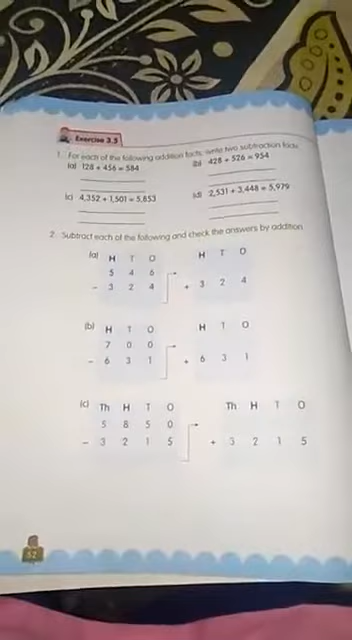 Exercise 3.5
1. For each of the following addition facts, write two subtraction facts.
(a) 128 + 456 = 584 (b) 428 + 526 = 954
(c) 4,352 + 1,501 = 5,853 (d) 2,531 + 3,448 = 5,979
2. Subtract each of the following and check the answers by addition.
(a) H T O H T O
5 4 6
- 3 2 4 + 3 2 4
(b) H T O H T O
7 0 0
- 6 3 1 + 6 3 1
(c) Th H T O Th H T O
5 8 5 0
- 3 2 1 5 + 3 2 1 5
52